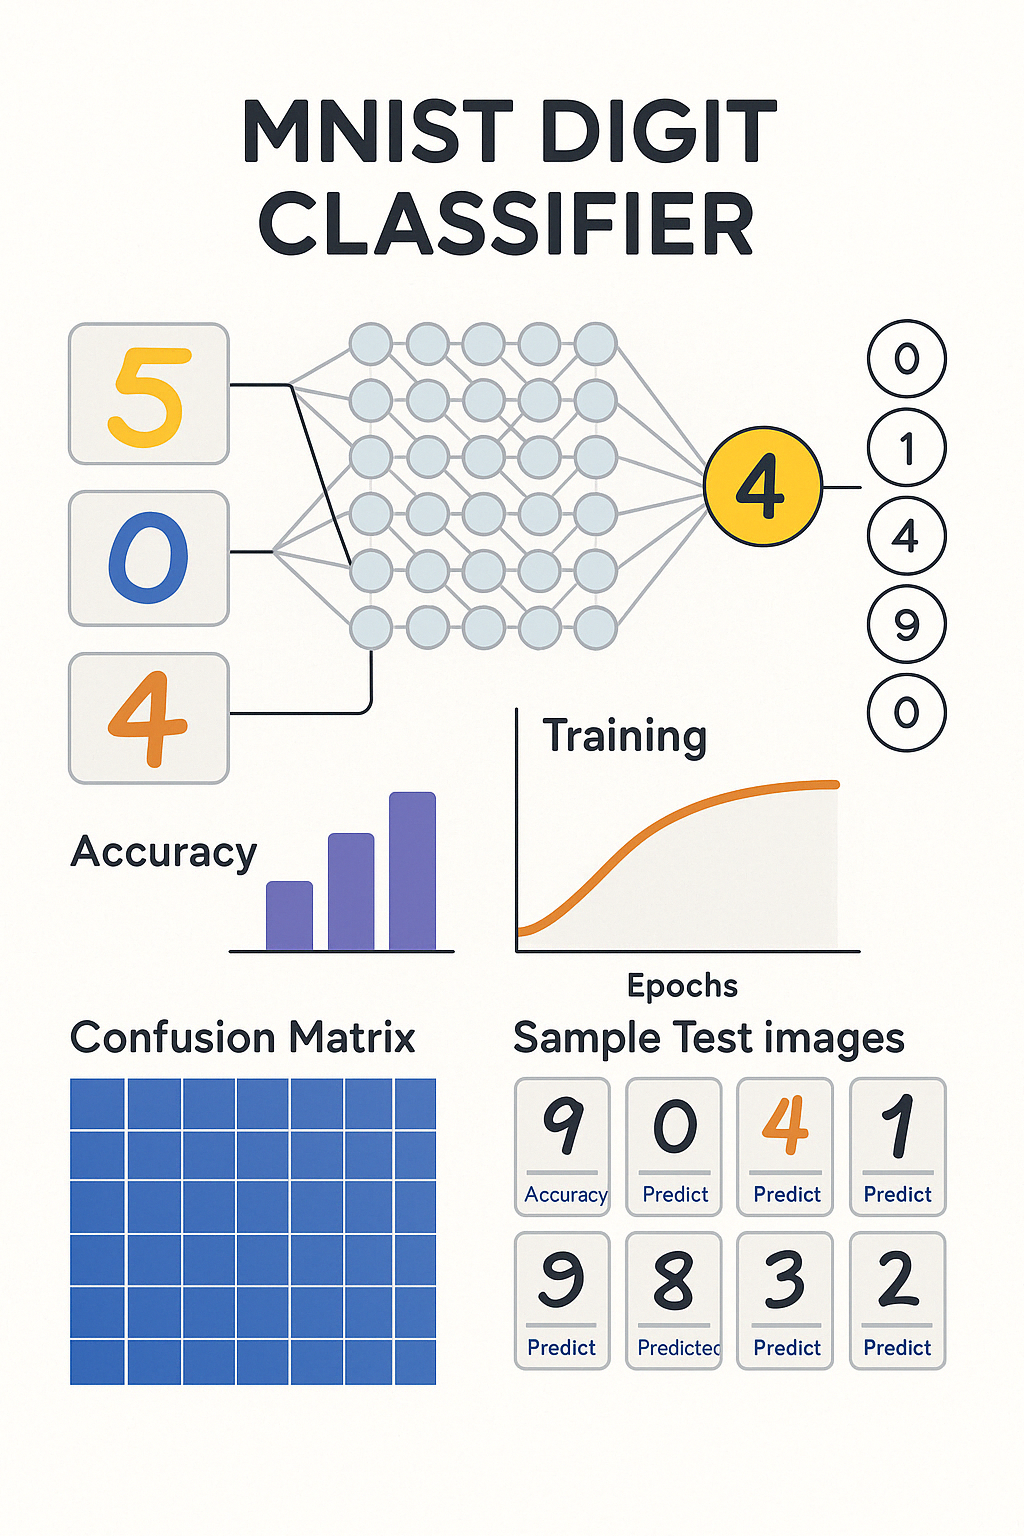 MNIST DIGIT
CLASSIFIER
5
0
4
4
0
1
4
9
0
Accuracy
Training
Epochs
Confusion Matrix
Sample Test images
9 0 4 1
Accuracy Predict Predict Predict
9 8 3 2
Predict Predicted Predict Predict